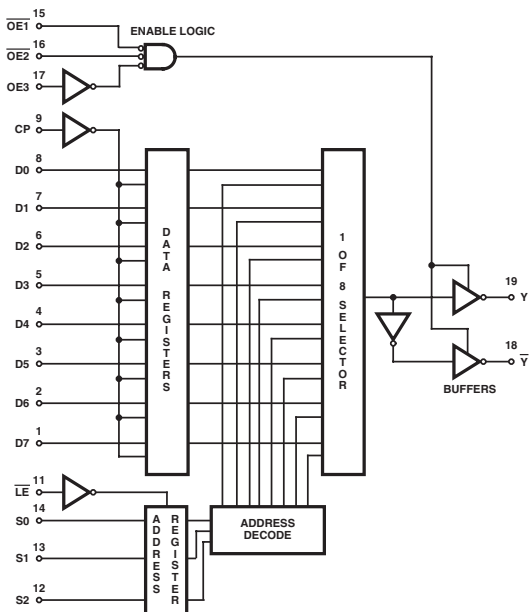 OE1 15
ENABLE LOGIC
OE2 16
OE3 17
CP 9
D0 8
D1 7
D2 6
D3 5
D4 4
D5 3
D6 2
D7 1
DATA REGISTERS
1 OF 8 SELECTOR
19 Y
18 Y
BUFFERS
LE 11
S0 14
S1 13
S2 12
ADDRESS REGISTER
ADDRESS
DECODE